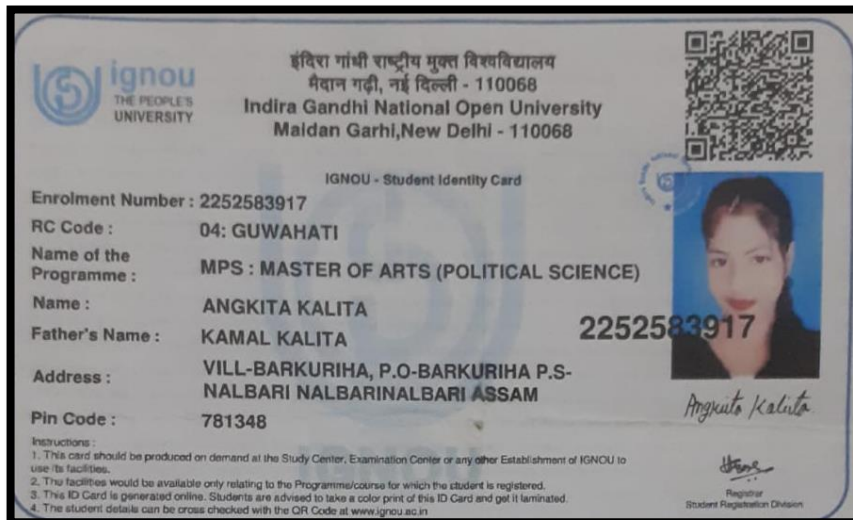 ignou
THE PEOPLE'S
UNIVERSITY
इंदिरा गांधी राष्ट्रीय मुक्त विश्वविद्यालय
मैदान गढ़ी, नई दिल्ली - 110068
Indira Gandhi National Open University
Maidan Garhi,New Delhi - 110068
IGNOU - Student Identity Card
Enrolment Number : 2252583917
RC Code : 04: GUWAHATI
Name of the
Programme : MPS : MASTER OF ARTS (POLITICAL SCIENCE)
Name : ANGKITA KALITA
Father's Name : KAMAL KALITA
2252583917
Address : VILL-BARKURIHA, P.O-BARKURIHA P.S-
NALBARI NALBARINALBARI ASSAM
Pin Code : 781348
Angkita Kalita
IGNOU
Instructions :
1. This card should be produced on demand at the Study Center, Examination Center or any other Establishment of IGNOU to
use its facilities.
2. The facilities would be available only relating to the Programme/course for which the student is registered.
3. This ID Card is generated online. Students are advised to take a color print of this ID Card and get it laminated.
4. The student details can be cross checked with the QR Code at www.ignou.ac.in
Registrar
Student Registration Division